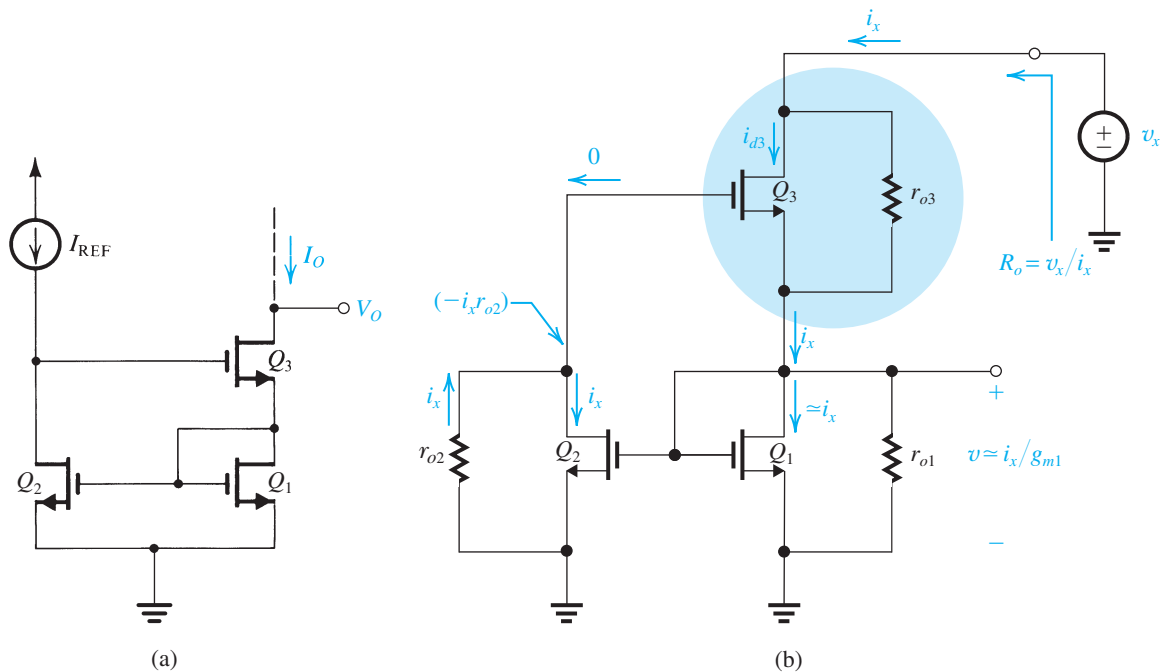 I_REF
I_O
V_O
Q_3
Q_2
Q_1
(a)
i_x
i_d3
0
Q_3
r_o3
v_x
+
−
R_o = v_x/i_x
(−i_x r_o2)
i_x
i_x
i_x
≃i_x
+
r_o2
Q_2
Q_1
r_o1
v ≃ i_x/g_m1
−
(b)